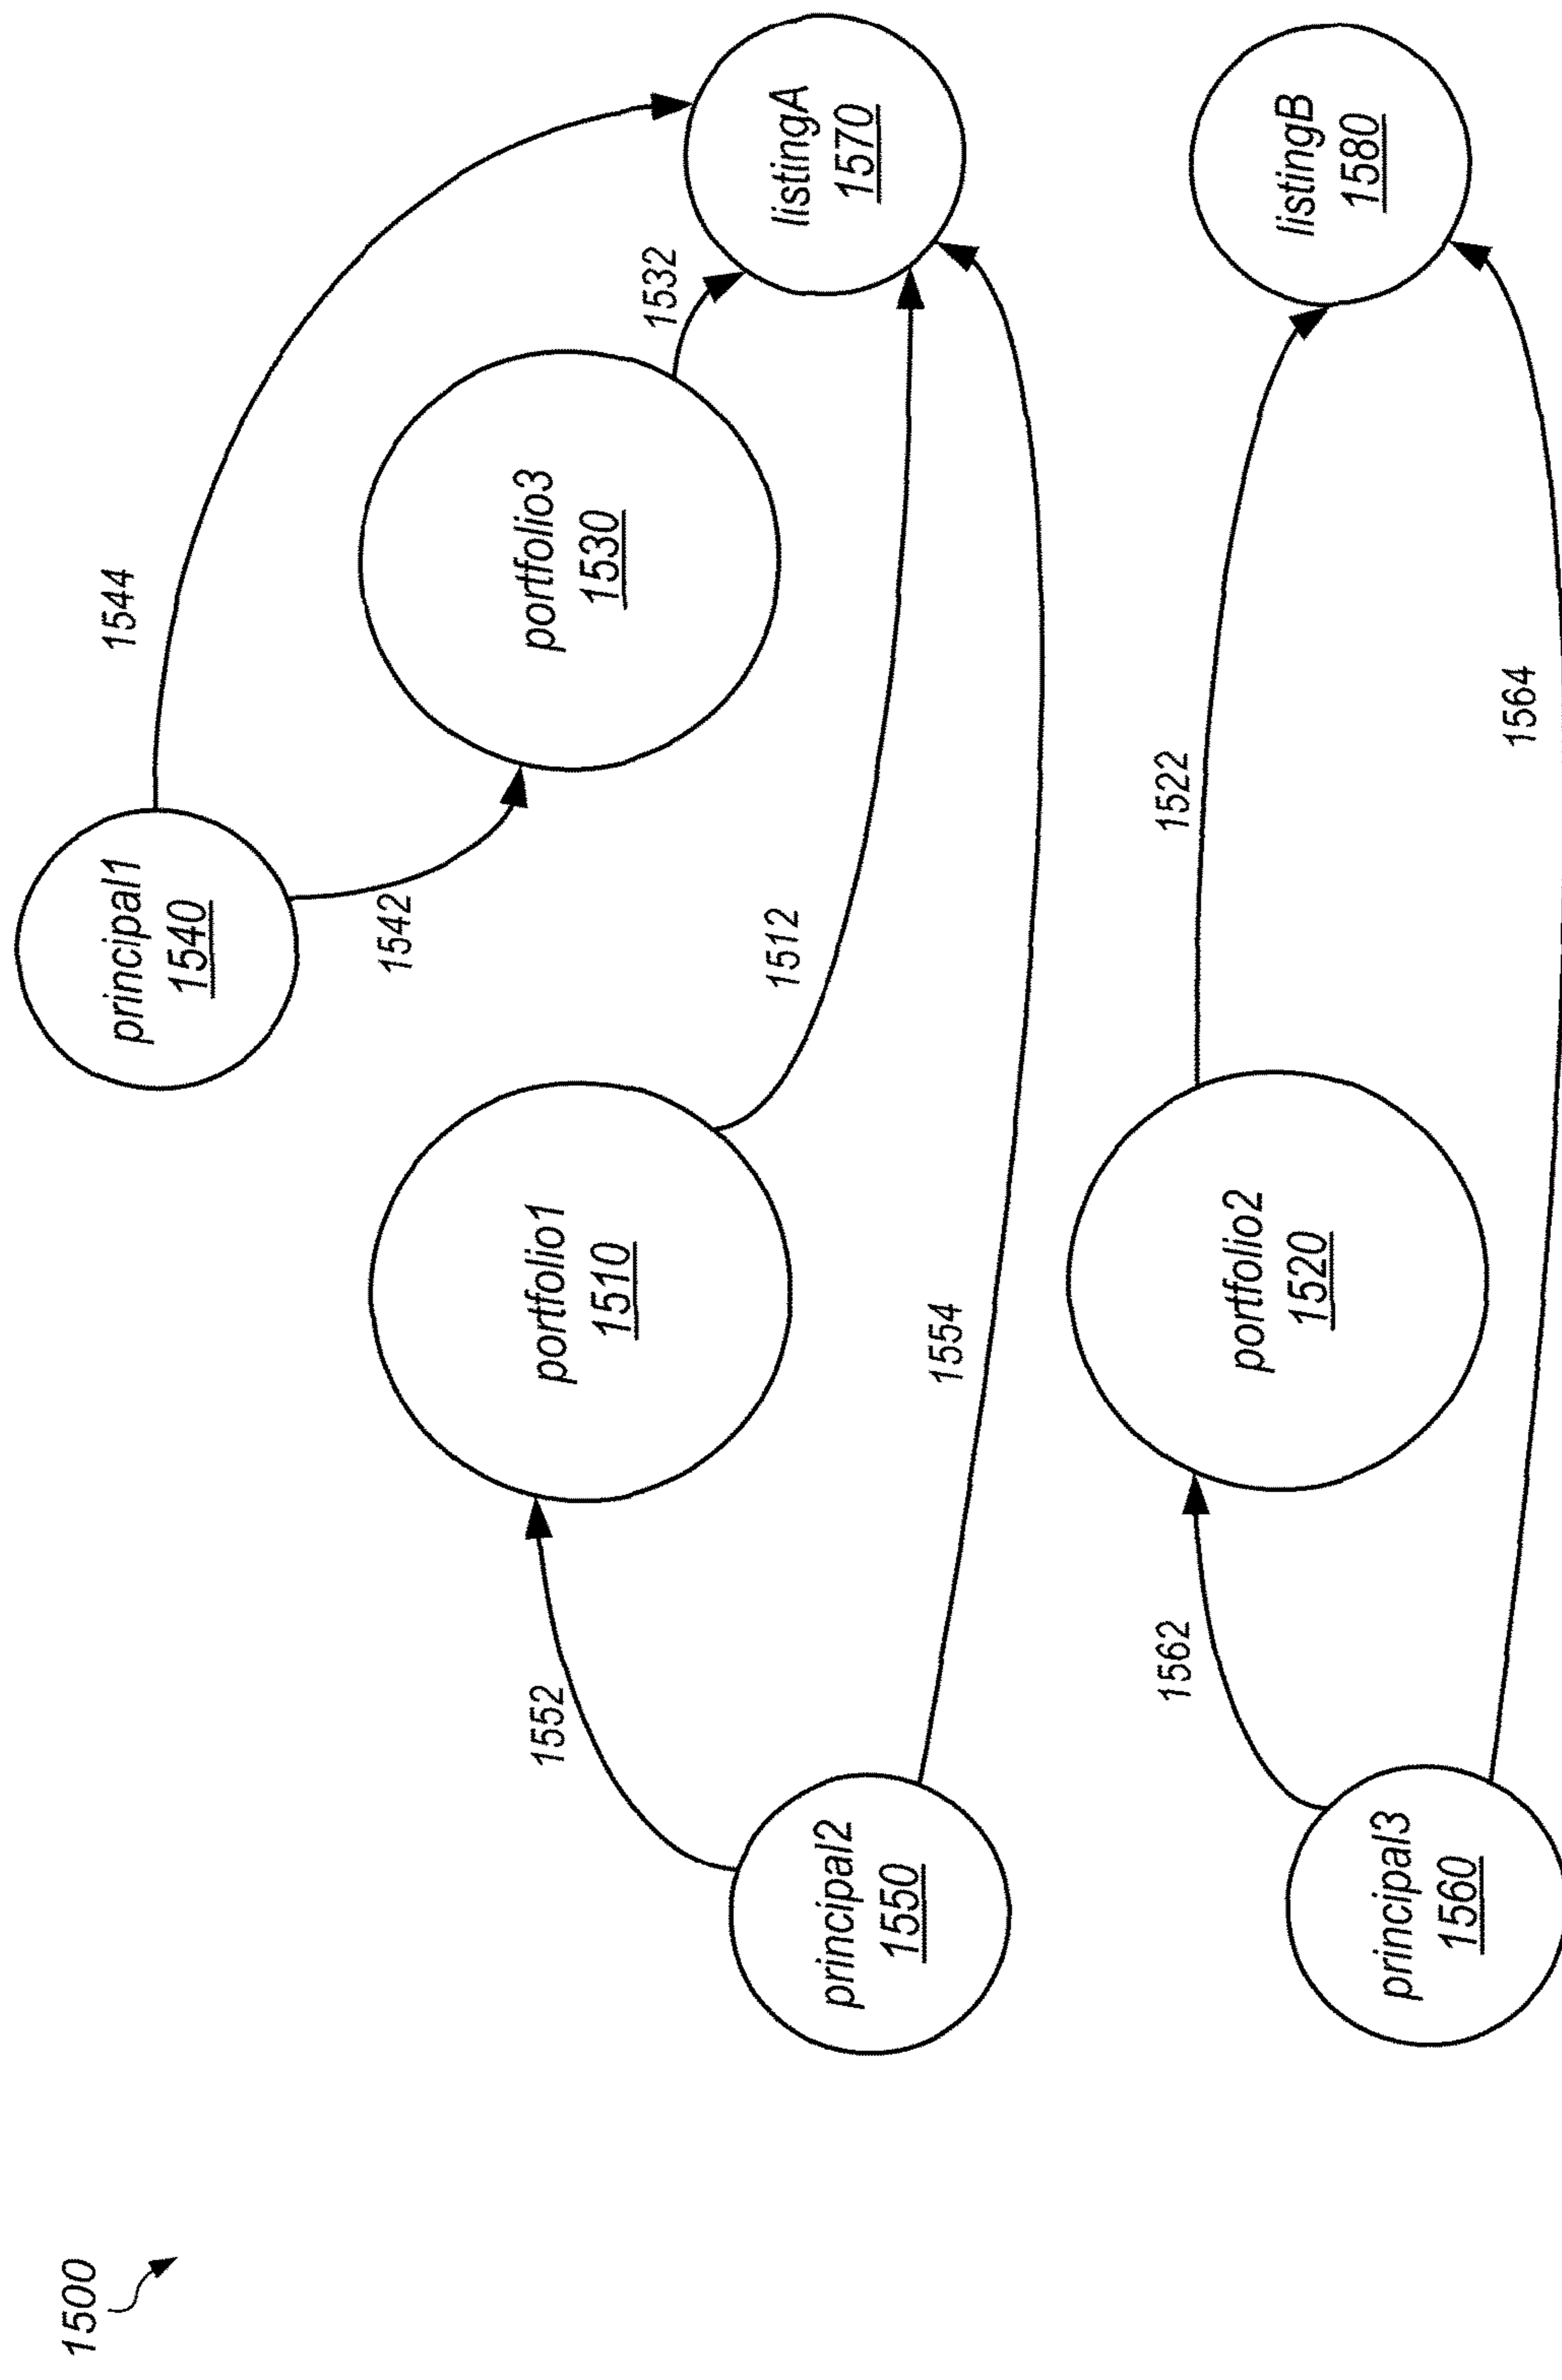 1500
principal1
1540
1544
1542
portfolio3
1530
1532
listingA
1570
portfolio1
1510
1512
1552
principal2
1550
1554
portfolio2
1520
1522
listingB
1580
1562
principal3
1560
1564